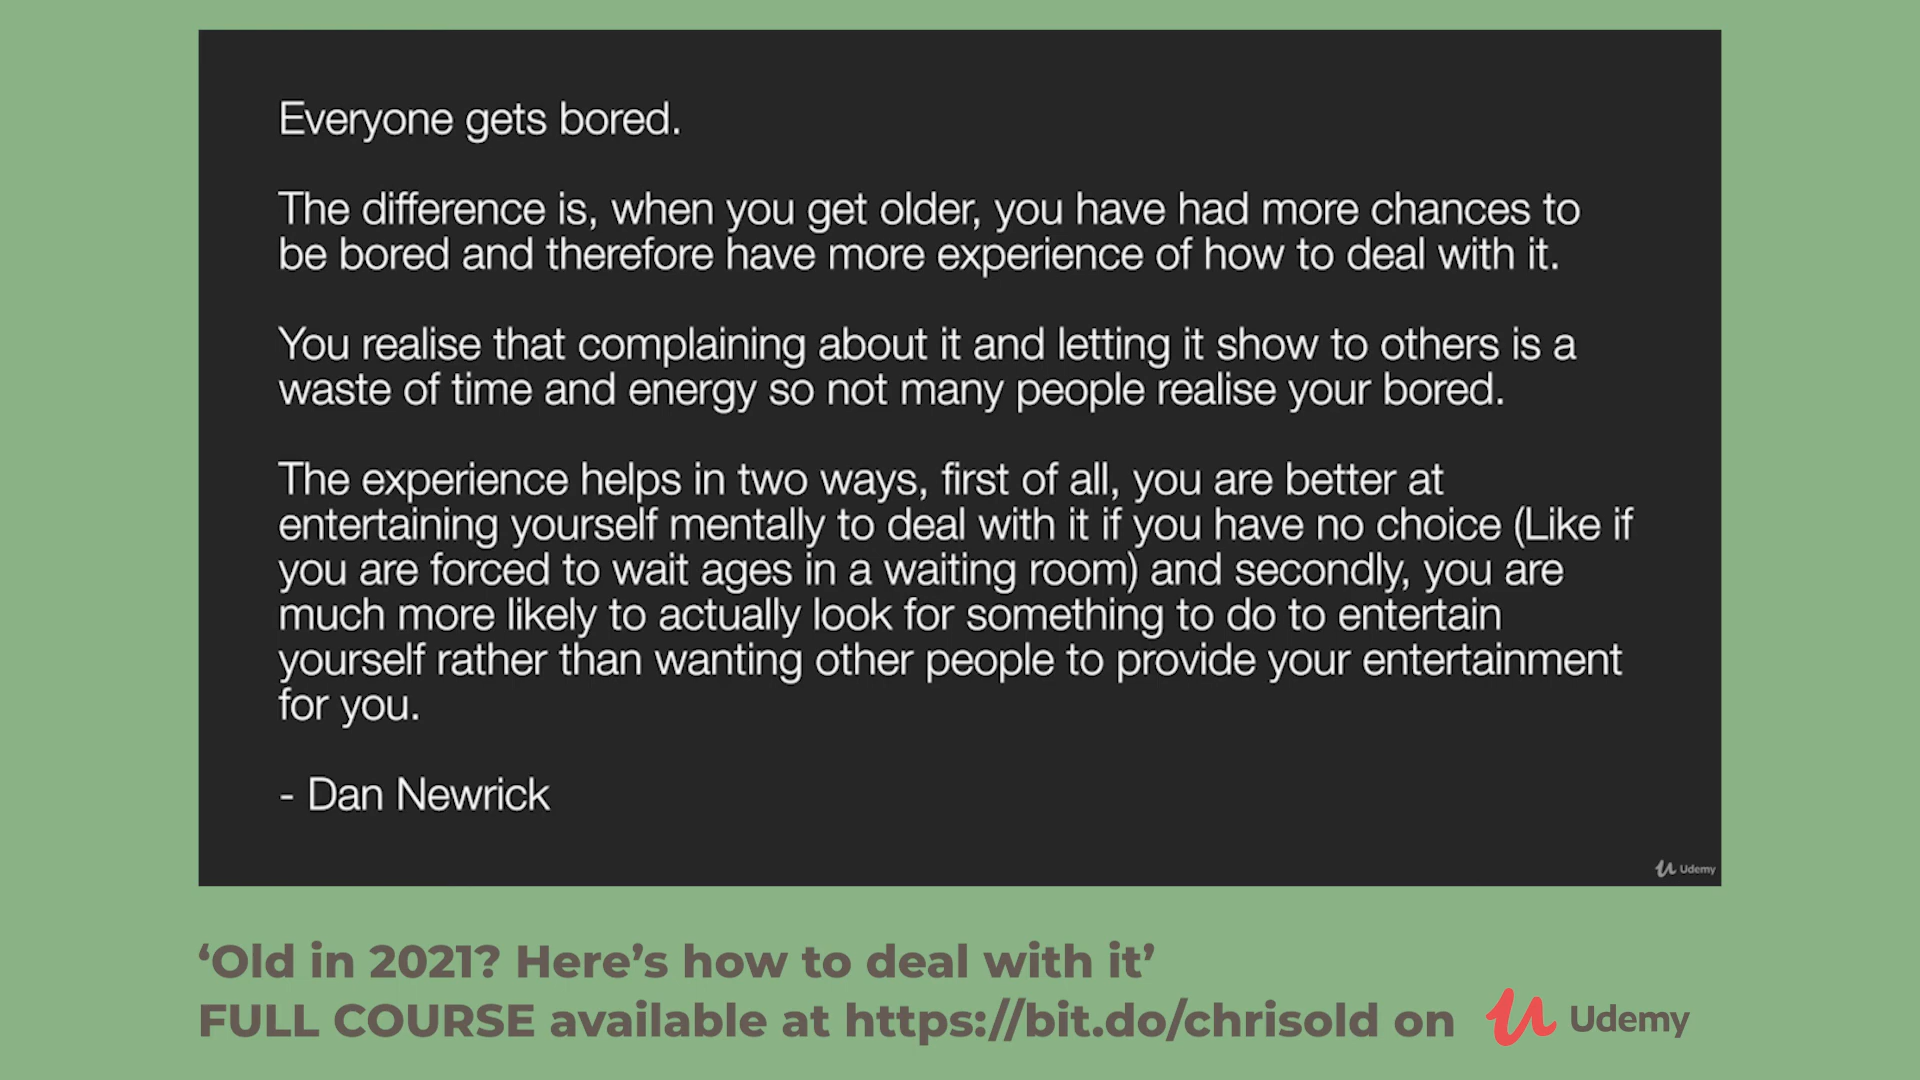 Everyone gets bored.
The difference is, when you get older, you have had more chances to
be bored and therefore have more experience of how to deal with it.
You realise that complaining about it and letting it show to others is a
waste of time and energy so not many people realise your bored.
The experience helps in two ways, first of all, you are better at
entertaining yourself mentally to deal with it if you have no choice (Like if
you are forced to wait ages in a waiting room) and secondly, you are
much more likely to actually look for something to do to entertain
yourself rather than wanting other people to provide your entertainment
for you.
- Dan Newrick
Udemy
‘Old in 2021? Here’s how to deal with it’
FULL COURSE available at https://bit.do/chrisold on Udemy